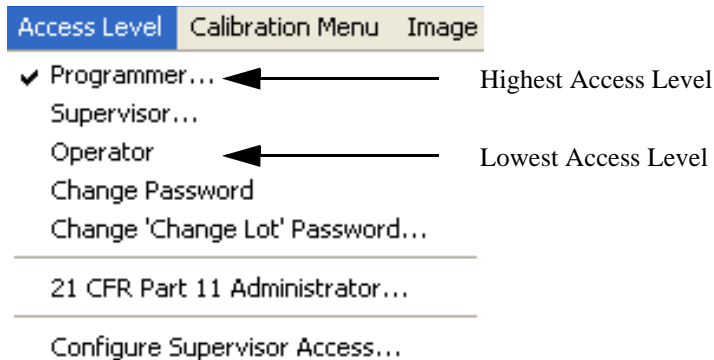 Access Level Calibration Menu Image
Programmer... Highest Access Level
Supervisor...
Operator Lowest Access Level
Change Password
Change 'Change Lot' Password...
21 CFR Part 11 Administrator...
Configure Supervisor Access...